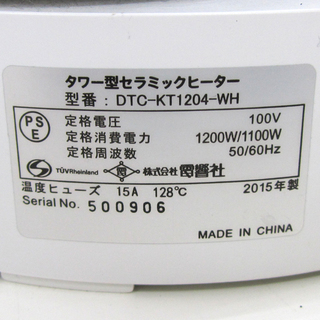 タワー型セラミックヒーター
型番：DTC-KT1204-WH
PS
E
定格電圧 100V
定格消費電力 1200W/1100W
定格周波数 50/60Hz
TÜVRheinland 株式会社 
温度ヒューズ 15A 128℃ 2015年製
Serial No. 500906
MADE IN CHINA